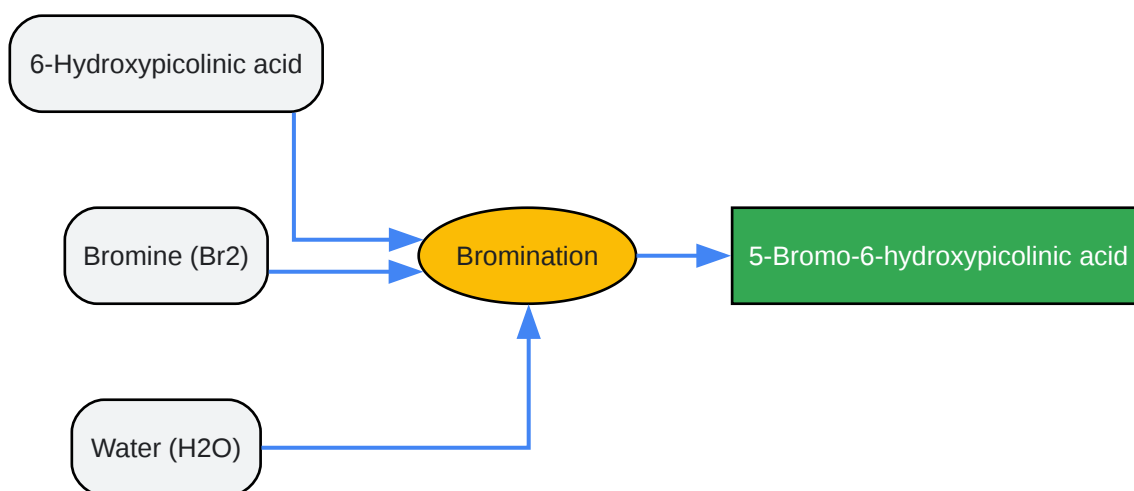 6-Hydroxypicolinic acid
Bromine (Br2)
Bromination
5-Bromo-6-hydroxypicolinic acid
Water (H2O)